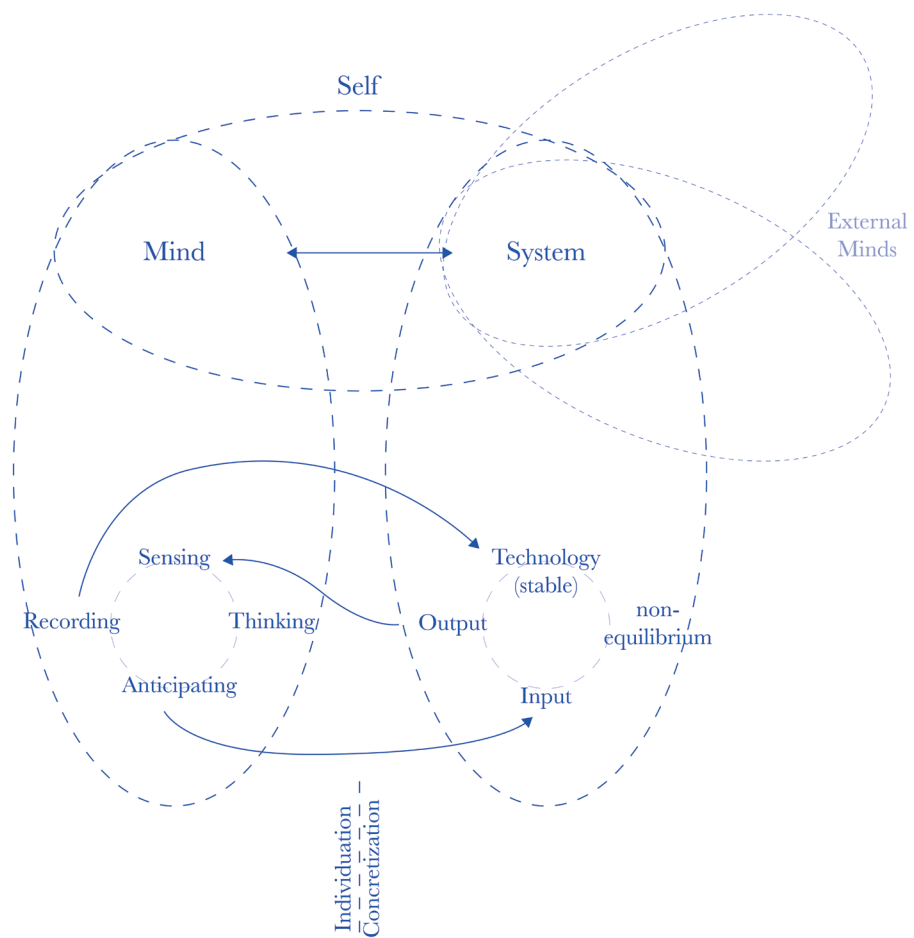 Self
External
Minds
Mind
System
Sensing
Technology
(stable)
Recording
Thinking
Output
non-
equilibrium
Anticipating
Input
Individuation
Concretization